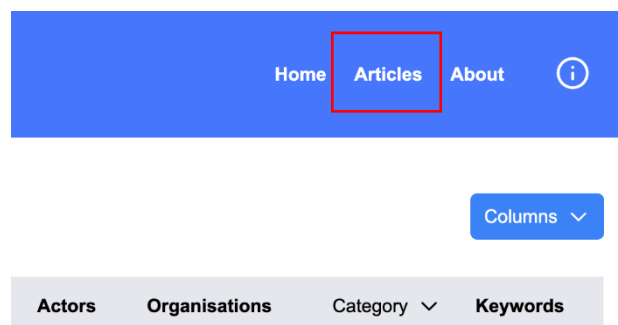 Home Articles About
Columns
Actors Organisations Category Keywords